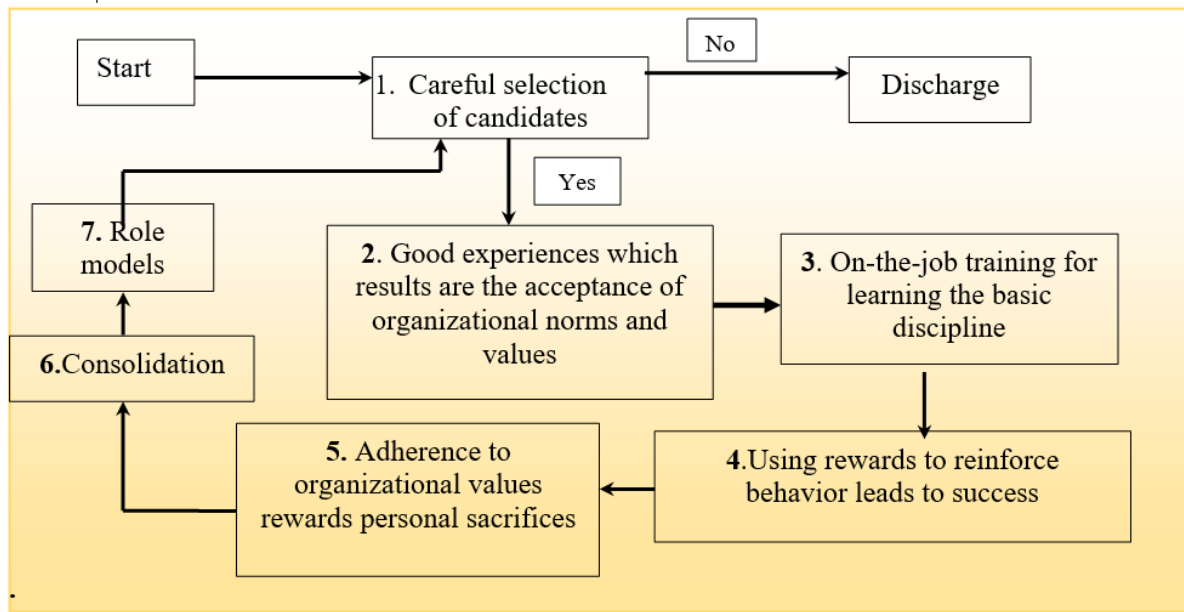 Start
No
1. Careful selection
of candidates
Discharge
Yes
7. Role
models
2. Good experiences which
results are the acceptance of
organizational norms and
values
3. On-the-job training for
learning the basic
discipline
6.Consolidation
5. Adherence to
organizational values
rewards personal sacrifices
4.Using rewards to reinforce
behavior leads to success
.